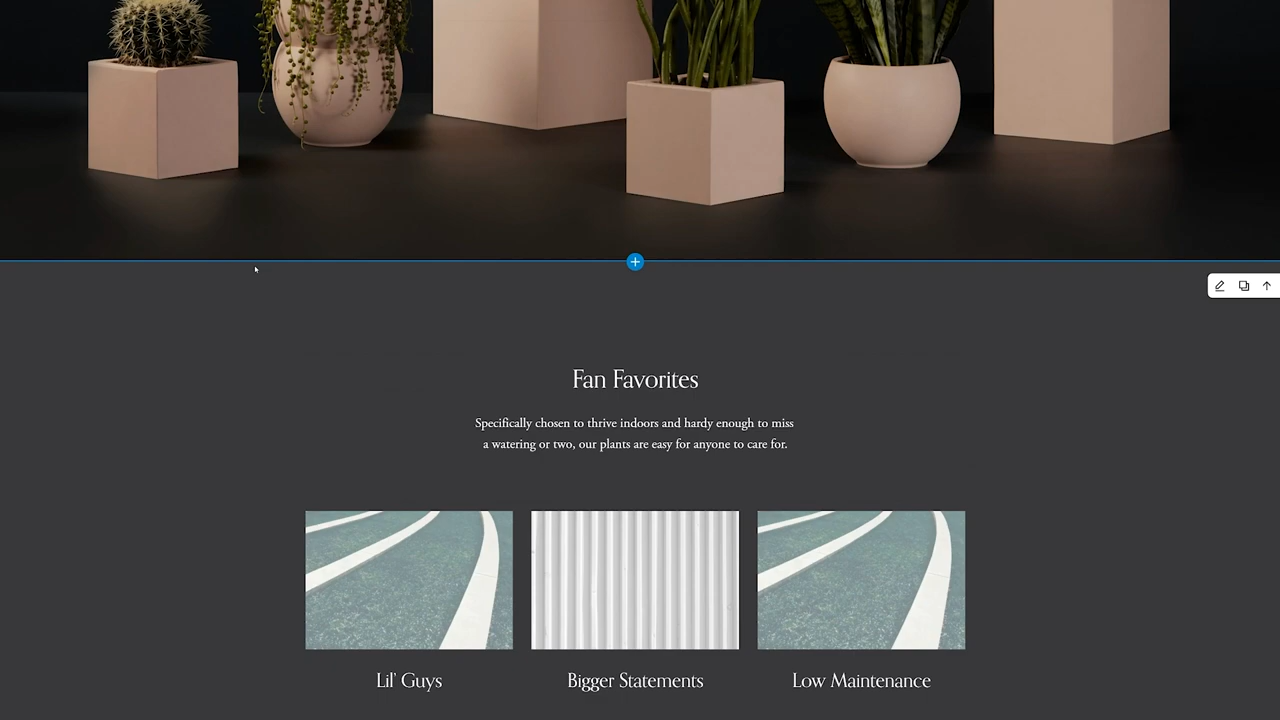 Fan Favorites
Specifically chosen to thrive indoors and hardy enough to miss
a watering or two, our plants are easy for anyone to care for.
Lil' Guys
Bigger Statements
Low Maintenance